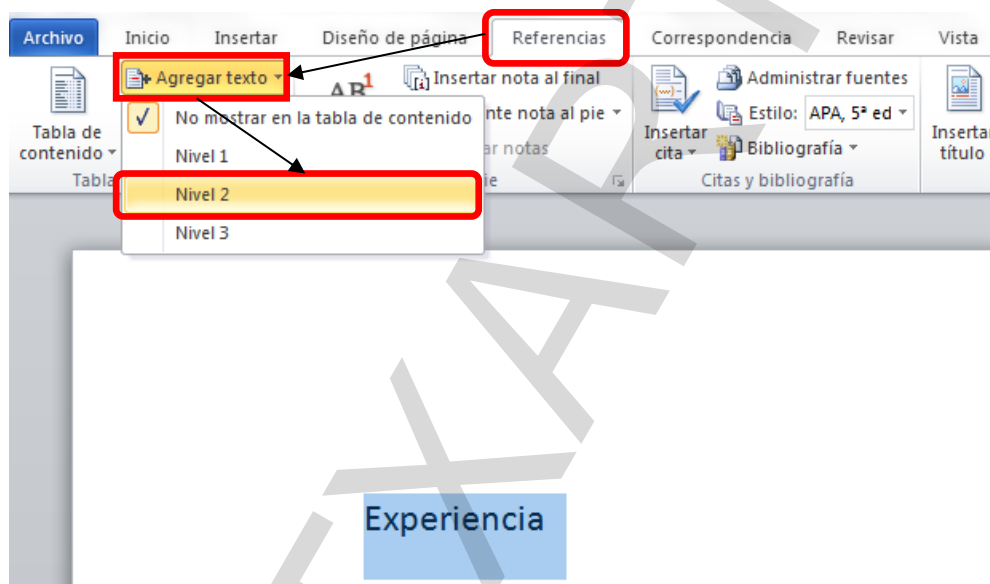 Archivo Inicio Insertar Diseño de página Referencias Correspondencia Revisar Vista
Agregar texto
AB1 Insertar nota al final
Administrar fuentes
No mostrar en la tabla de contenido
nte nota al pie
Estilo: APA, 5ª ed
Tabla de contenido
Insertar cita
Insertar título
Nivel 1
ar notas
Bibliografía
Tabla
Citas y bibliografía
Nivel 2
Nivel 3
Experiencia